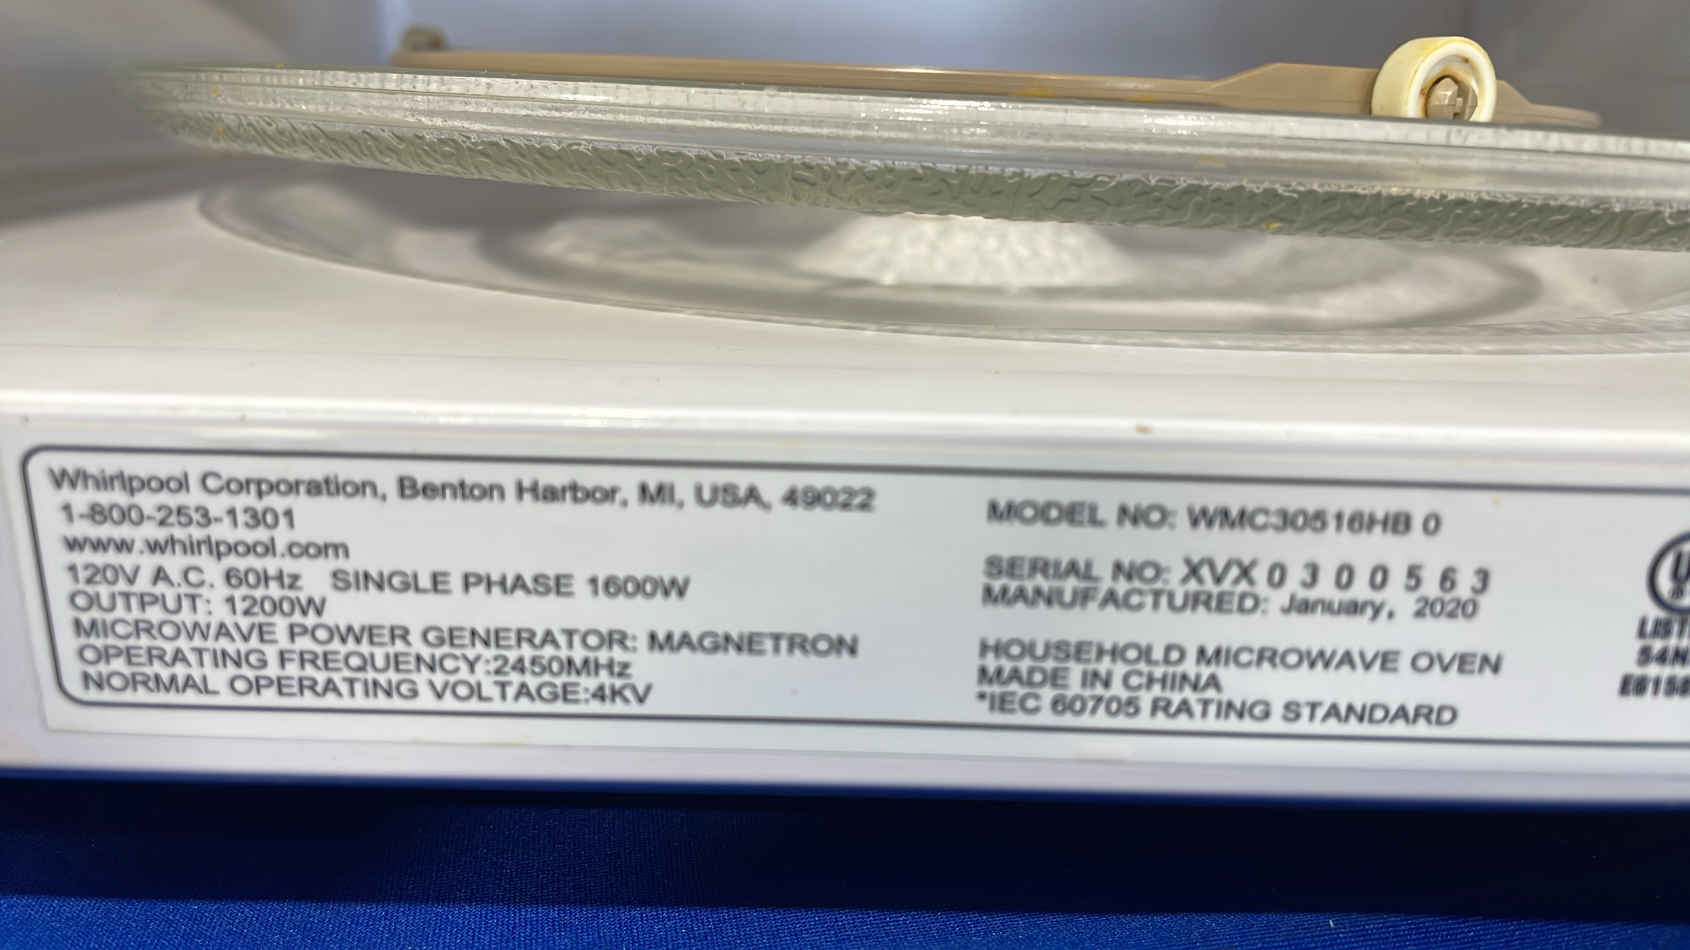 Whirlpool Corporation, Benton Harbor, MI, USA, 49022
1-800-253-1301
www.whirlpool.com
120V A.C. 60Hz SINGLE PHASE 1600W
OUTPUT: 1200W
MICROWAVE POWER GENERATOR: MAGNETRON
OPERATING FREQUENCY:2450MHz
NORMAL OPERATING VOLTAGE:4KV
MODEL NO: WMC30516HB 0
SERIAL NO: XVX 0 3 0 0 5 6 3
MANUFACTURED: January, 2020
HOUSEHOLD MICROWAVE OVEN
MADE IN CHINA
*IEC 60705 RATING STANDARD